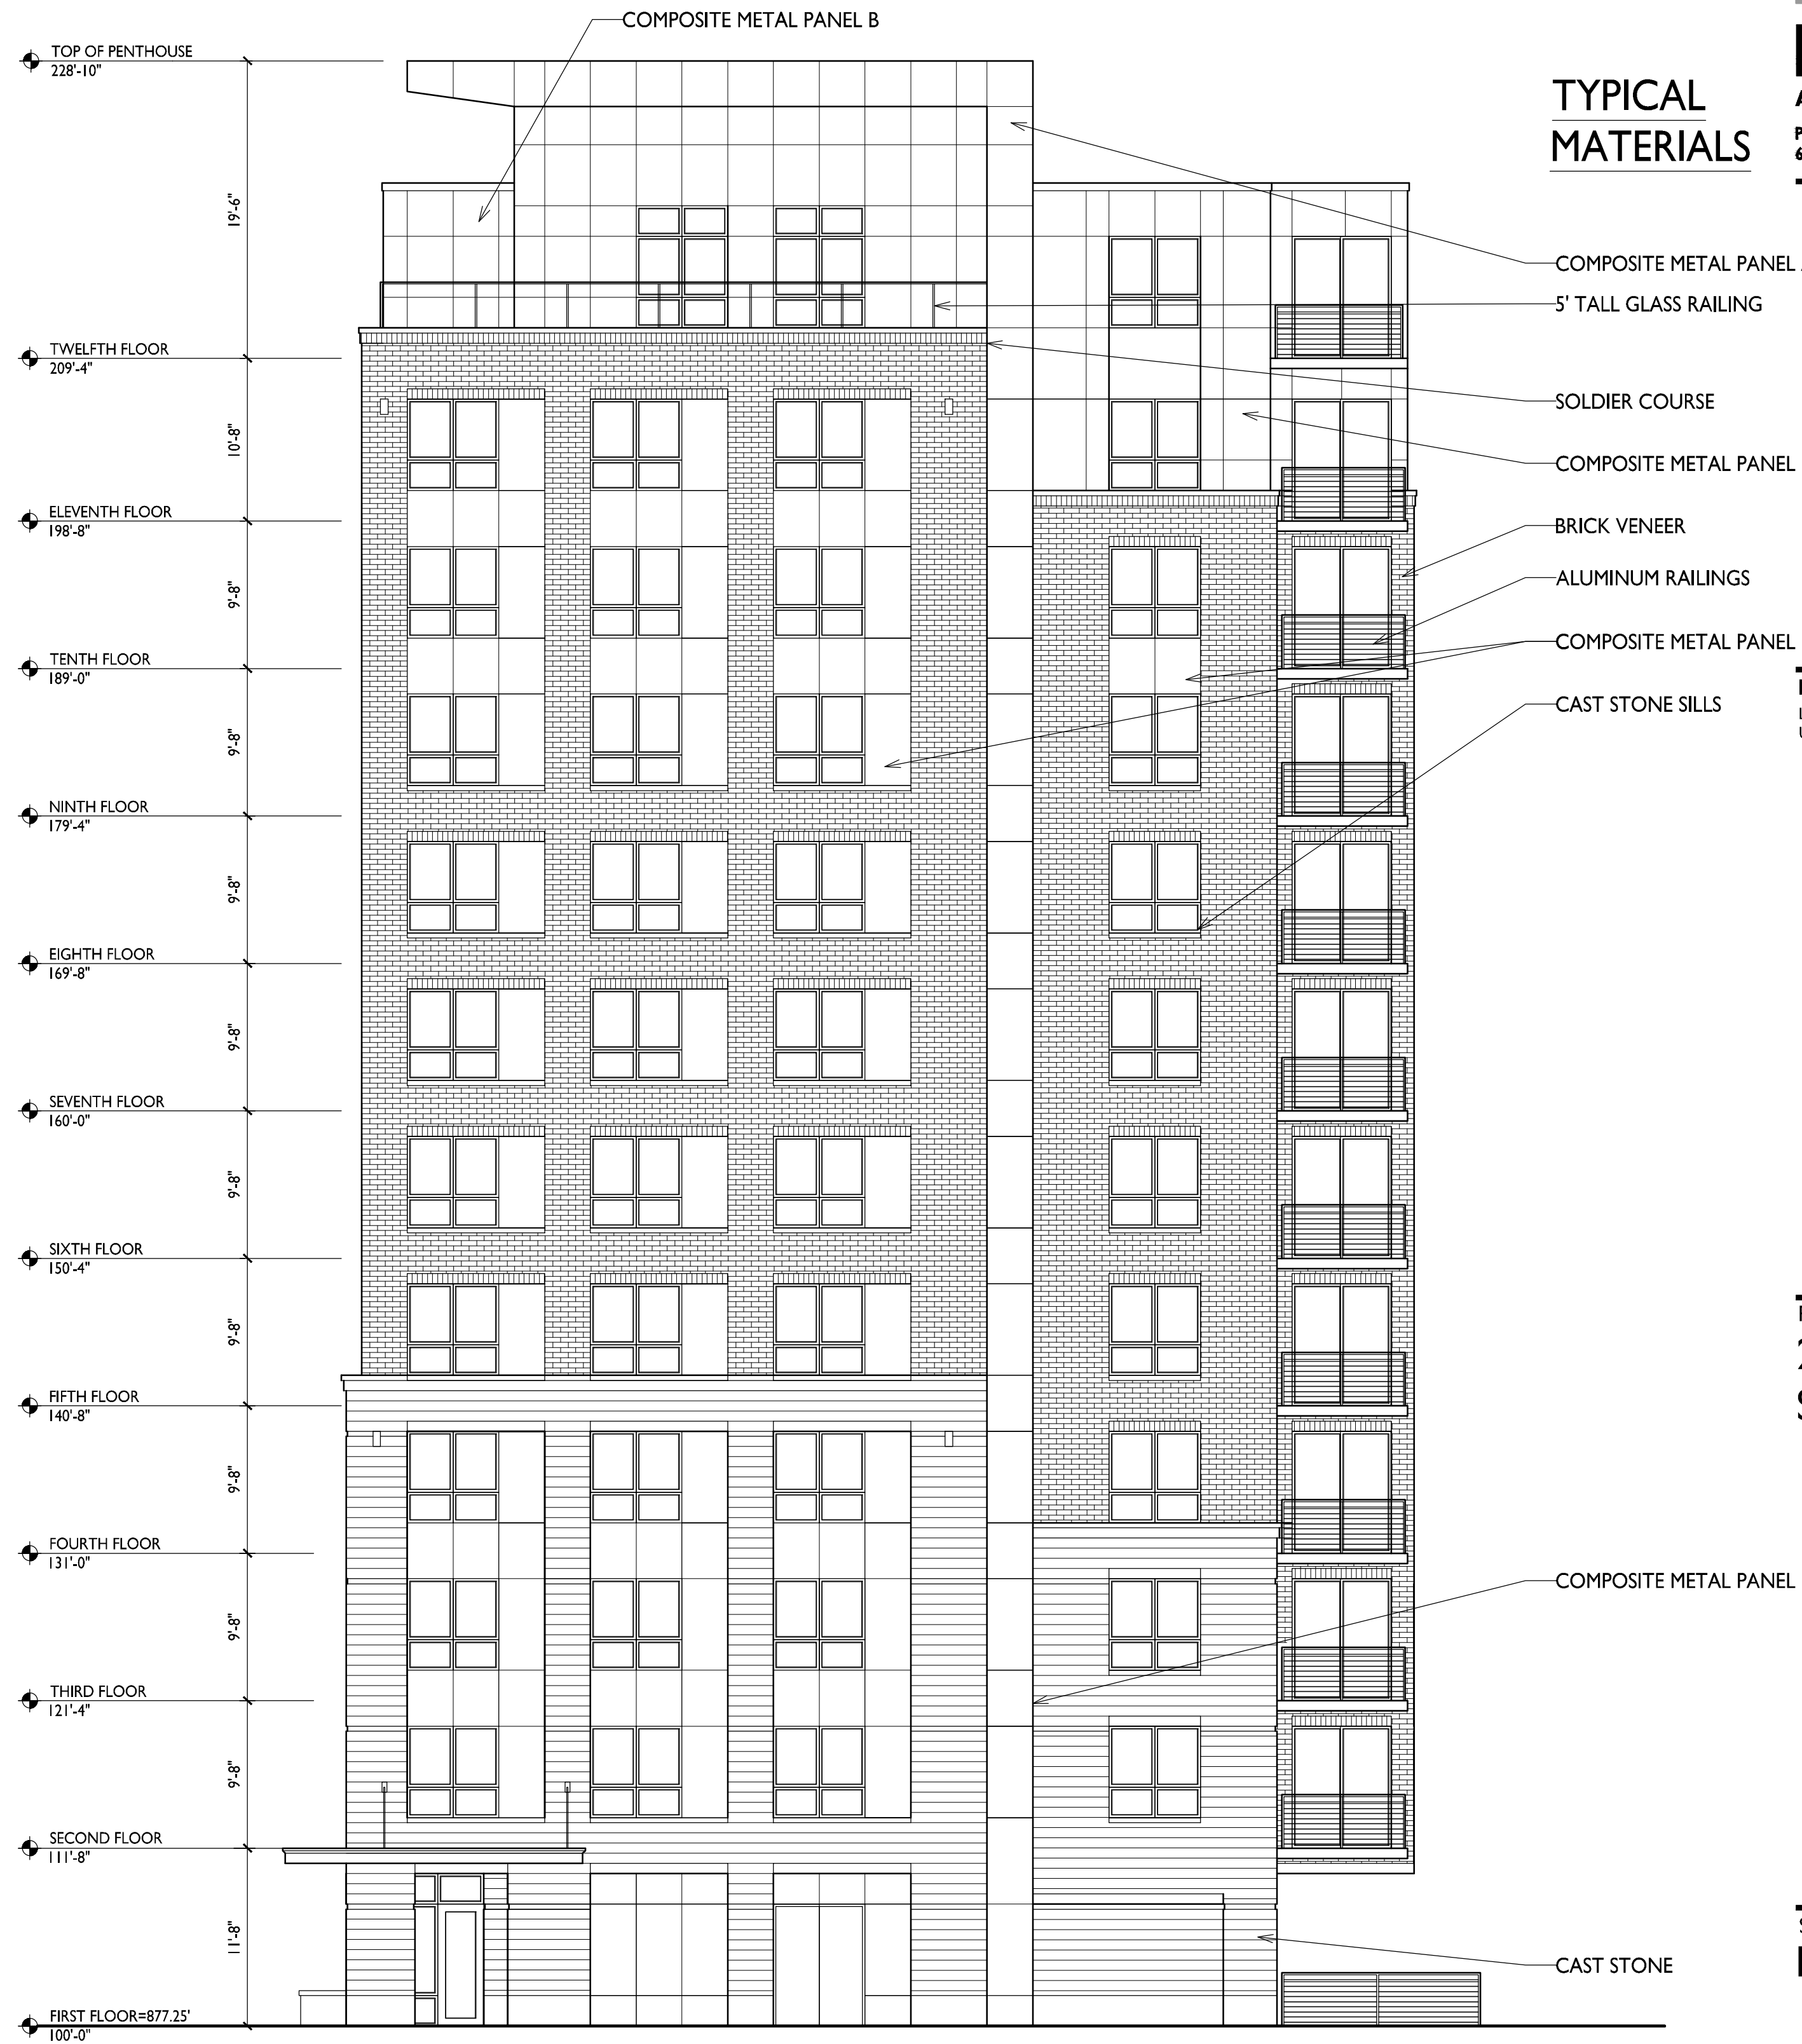 COMPOSITE METAL PANEL B
TOP OF PENTHOUSE
228'-10"
TYPICAL
MATERIALS
19'-6"
COMPOSITE METAL PANEL
5' TALL GLASS RAILING
TWELFTH FLOOR
209'-4"
SOLDIER COURSE
10'-8"
COMPOSITE METAL PANEL
ELEVENTH FLOOR
198'-8"
BRICK VENEER
9'-8"
ALUMINUM RAILINGS
COMPOSITE METAL PANEL
TENTH FLOOR
189'-0"
CAST STONE SILLS
9'-8"
NINTH FLOOR
179'-4"
9'-8"
EIGHTH FLOOR
169'-8"
9'-8"
SEVENTH FLOOR
160'-0"
9'-8"
SIXTH FLOOR
150'-4"
9'-8"
FIFTH FLOOR
140'-8"
9'-8"
FOURTH FLOOR
131'-0"
COMPOSITE METAL PANEL
9'-8"
THIRD FLOOR
121'-4"
9'-8"
SECOND FLOOR
111'-8"
11'-8"
CAST STONE
FIRST FLOOR=877.25'
100'-0"